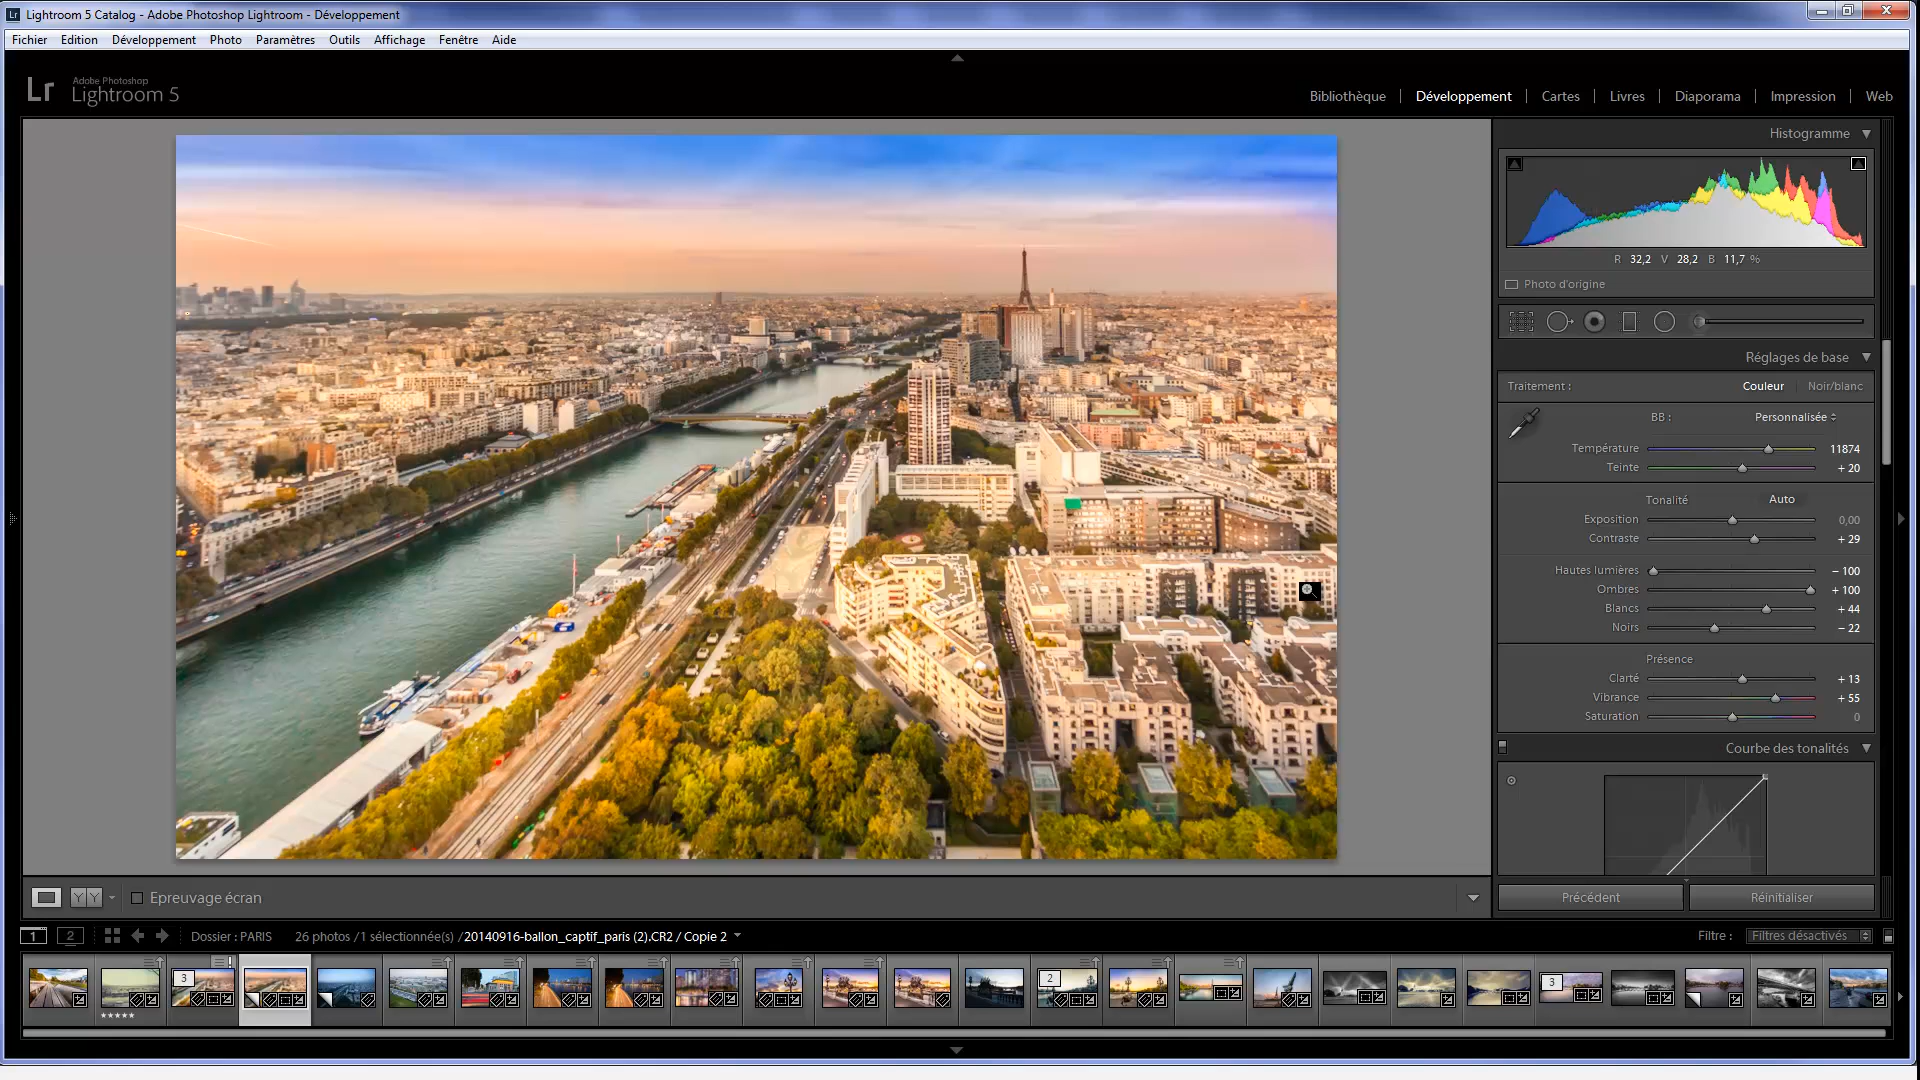 Lr Lightroom 5 Catalog - Adobe Photoshop Lightroom - Développement
Fichier Edition Développement Photo Paramètres Outils Affichage Fenêtre Aide
Lr Adobe Photoshop
Lightroom 5
Bibliothèque | Développement | Cartes | Livres | Diaporama | Impression | Web
Histogramme
R 32,2 V 28,2 B 11,7 %
Photo d'origine
Réglages de base
Traitement : Couleur Noir/blanc
BB : Personnalisée
Température 11874
Teinte + 20
Tonalité Auto
Exposition 0,00
Contraste + 29
Hautes lumières − 100
Ombres + 100
Blancs + 44
Noirs − 22
Présence
Clarté + 13
Vibrance + 55
Saturation 0
Courbe des tonalités
Y Y Epreuvage écran
Précédent Réinitialiser
1 2 Dossier : PARIS 26 photos /1 sélectionnée(s) /20140916-ballon_captif_paris (2).CR2 / Copie 2
Filtre : Filtres désactivés
3 2 3
★★★★★